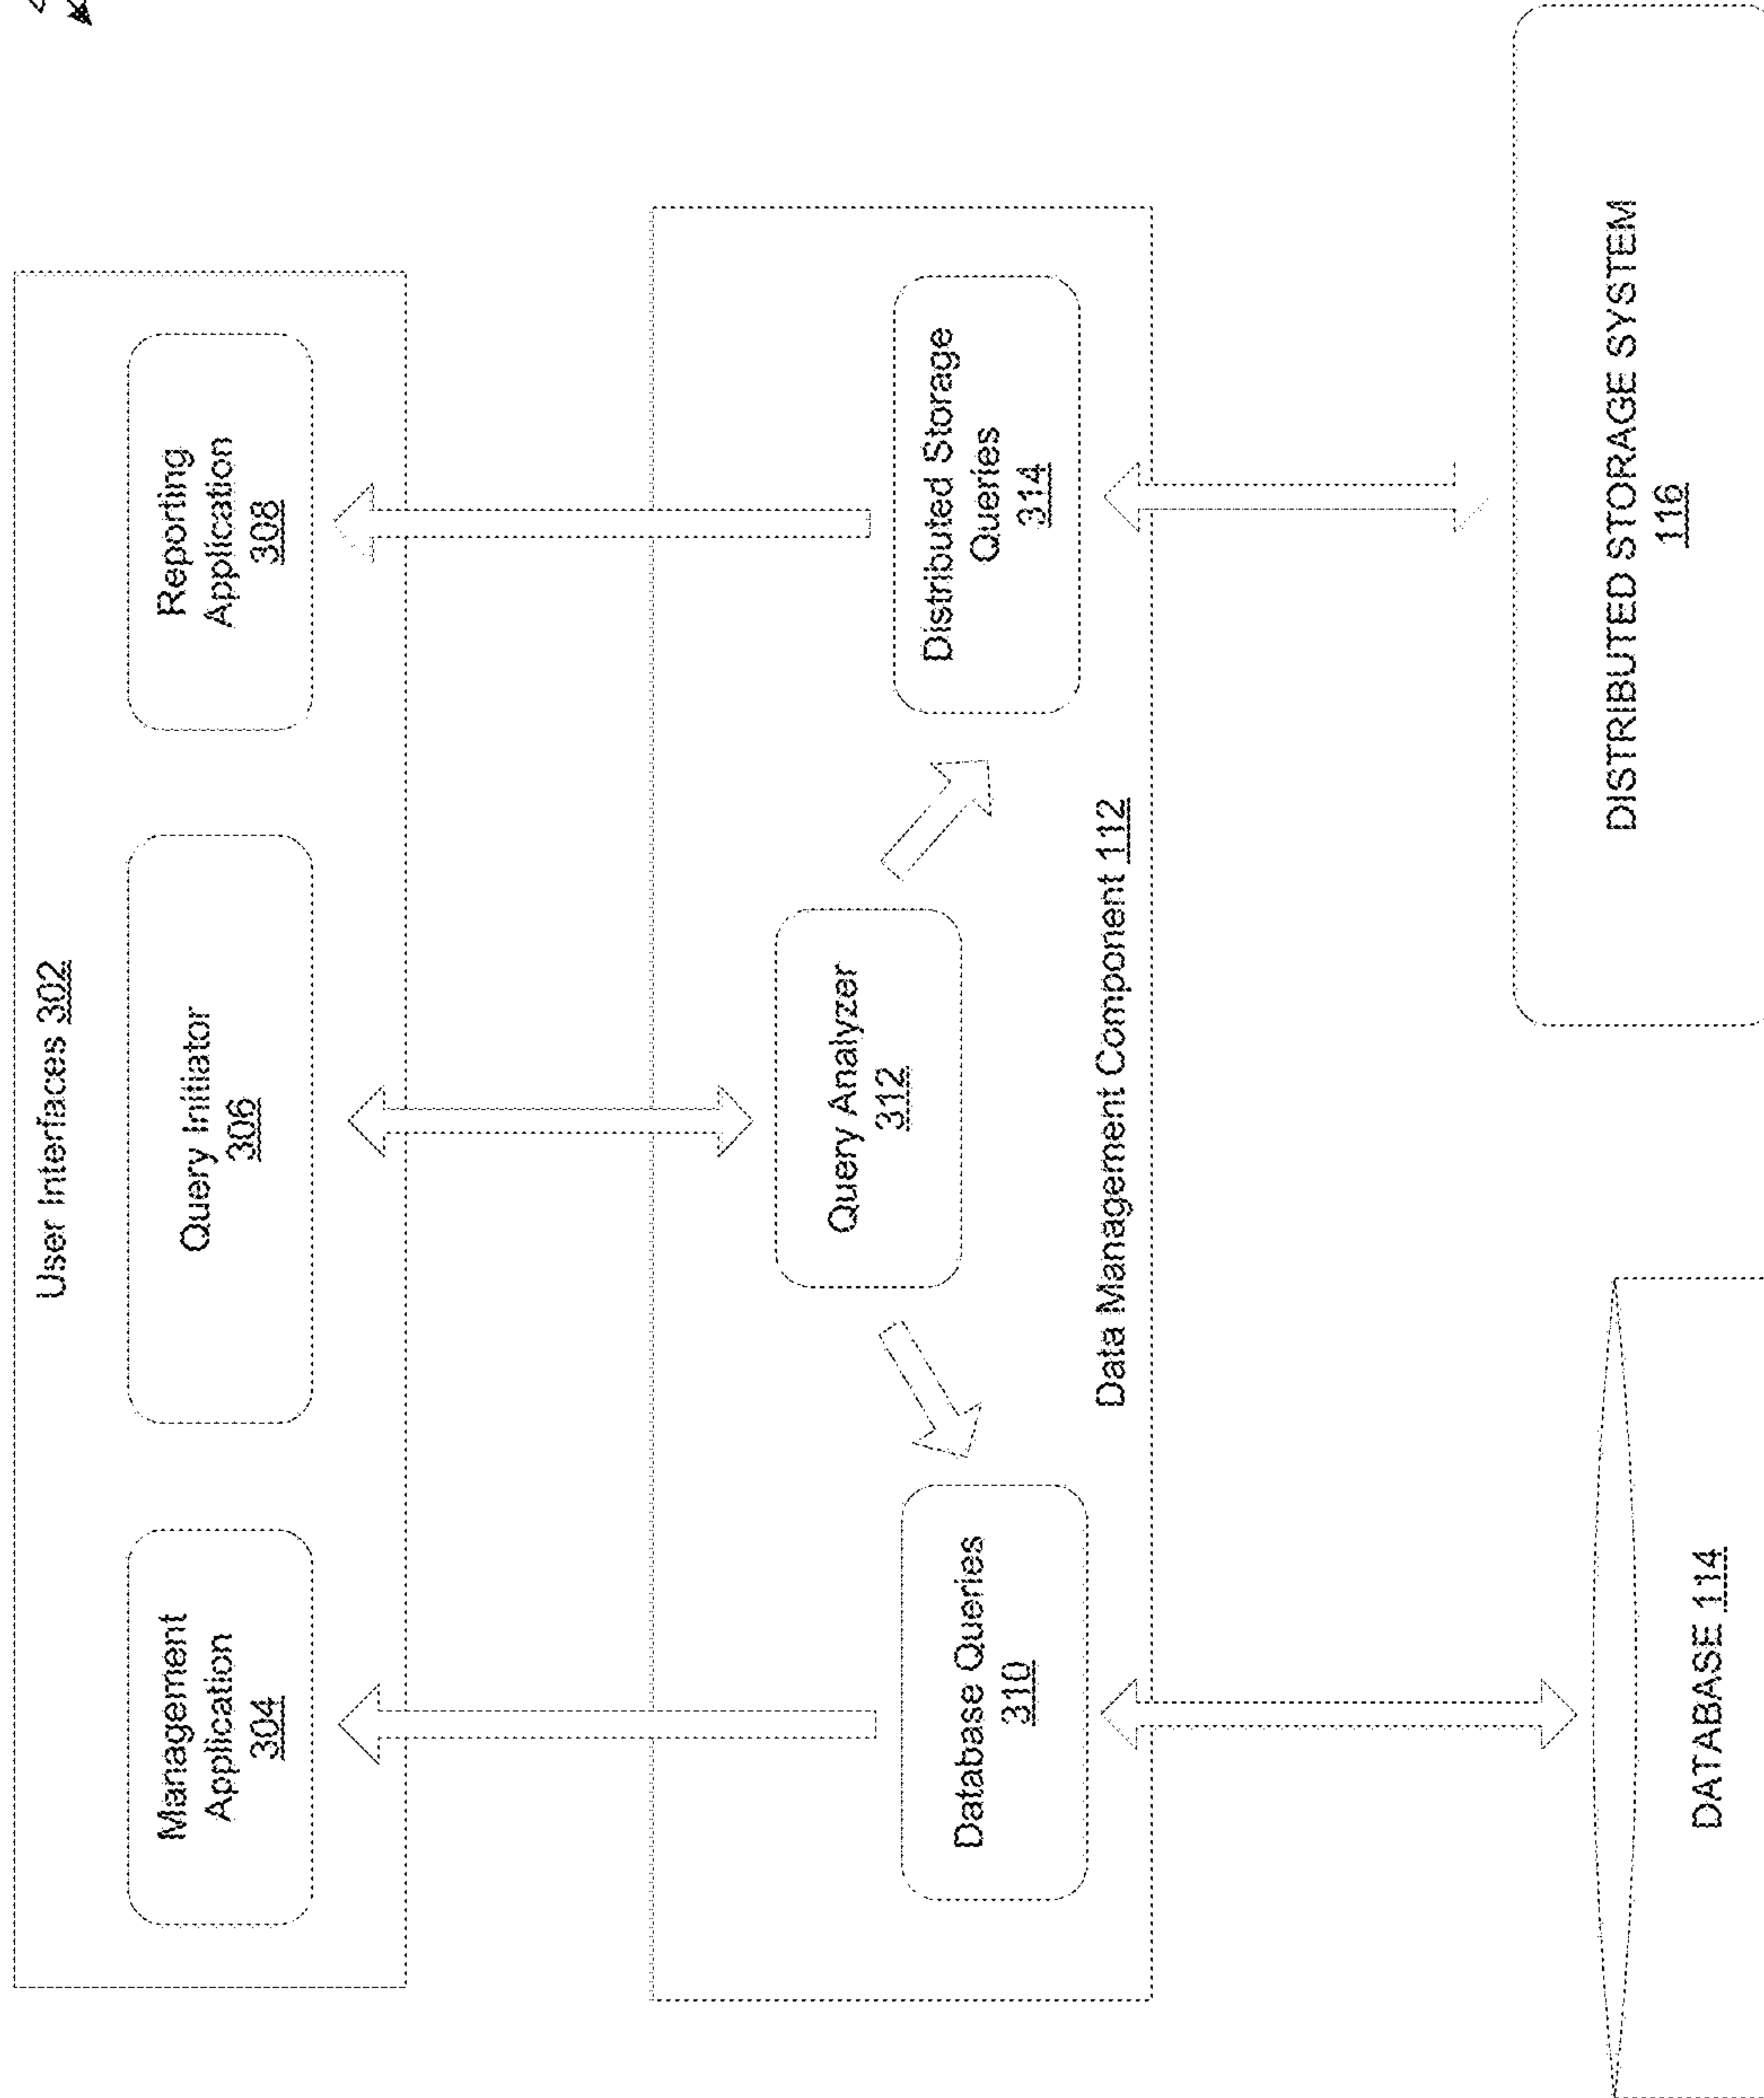 User Interfaces 302
Management
Application
304
Query Initiator
306
Reporting
Application
308
Database Queries
310
Query Analyzer
312
Distributed Storage
Queries
314
Data Management Component 112
DATABASE 114
DISTRIBUTED STORAGE SYSTEM
116